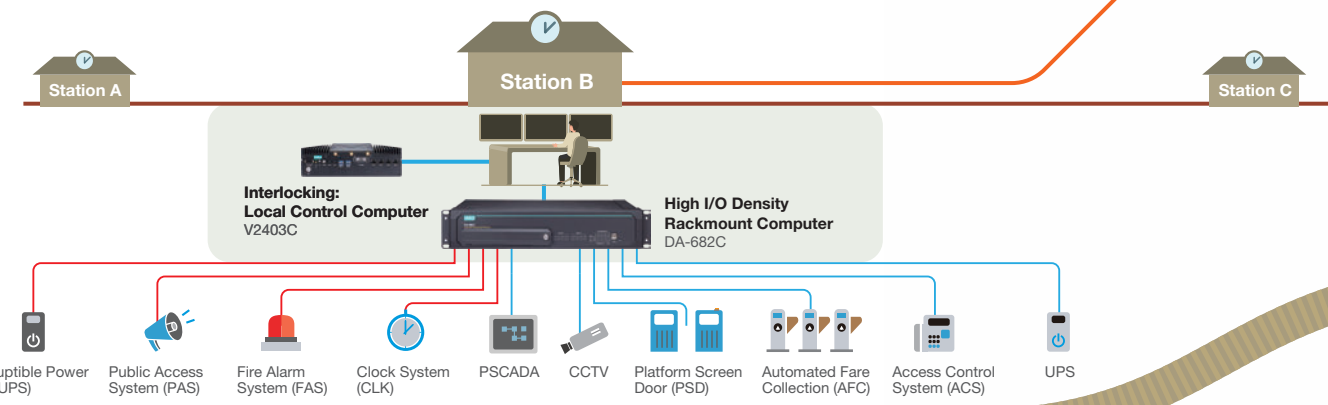 Station A
Station B
Station C
Interlocking:
Local Control Computer
V2403C
High I/O Density
Rackmount Computer
DA-682C
uptible Power
UPS)
Public Access
System (PAS)
Fire Alarm
System (FAS)
Clock System
(CLK)
PSCADA
CCTV
Platform Screen
Door (PSD)
Automated Fare
Collection (AFC)
Access Control
System (ACS)
UPS